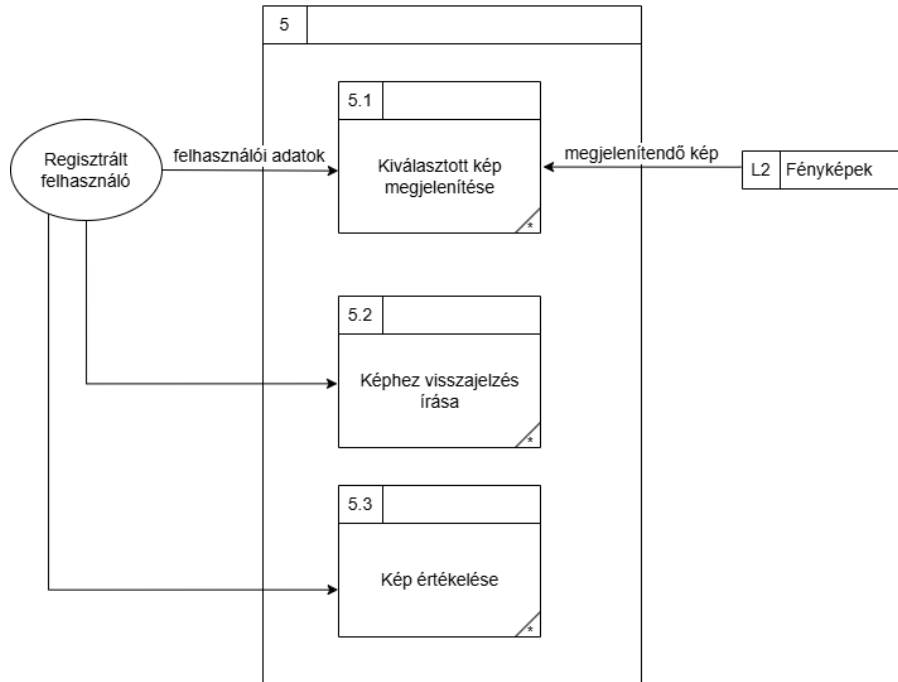 5
5.1
Regisztrált
felhasználó
felhasználói adatok
Kiválasztott kép
megjelenítése
*
megjelenítendő kép
L2 Fényképek
5.2
Képhez visszajelzés
írása
*
5.3
Kép értékelése
*